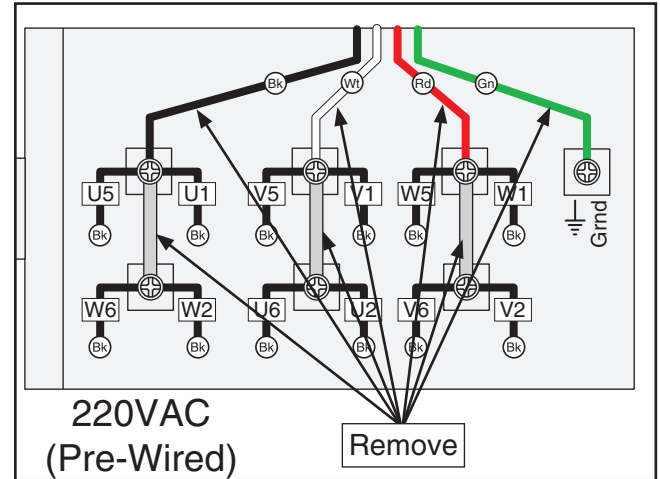 Bk Wt Rd Gn
U5 U1 V5 V1 W5 W1
Grnd
Bk Bk Bk Bk Bk Bk
W6 W2 U6 U2 V6 V2
Bk Bk Bk Bk Bk Bk
220VAC
(Pre-Wired)
Remove